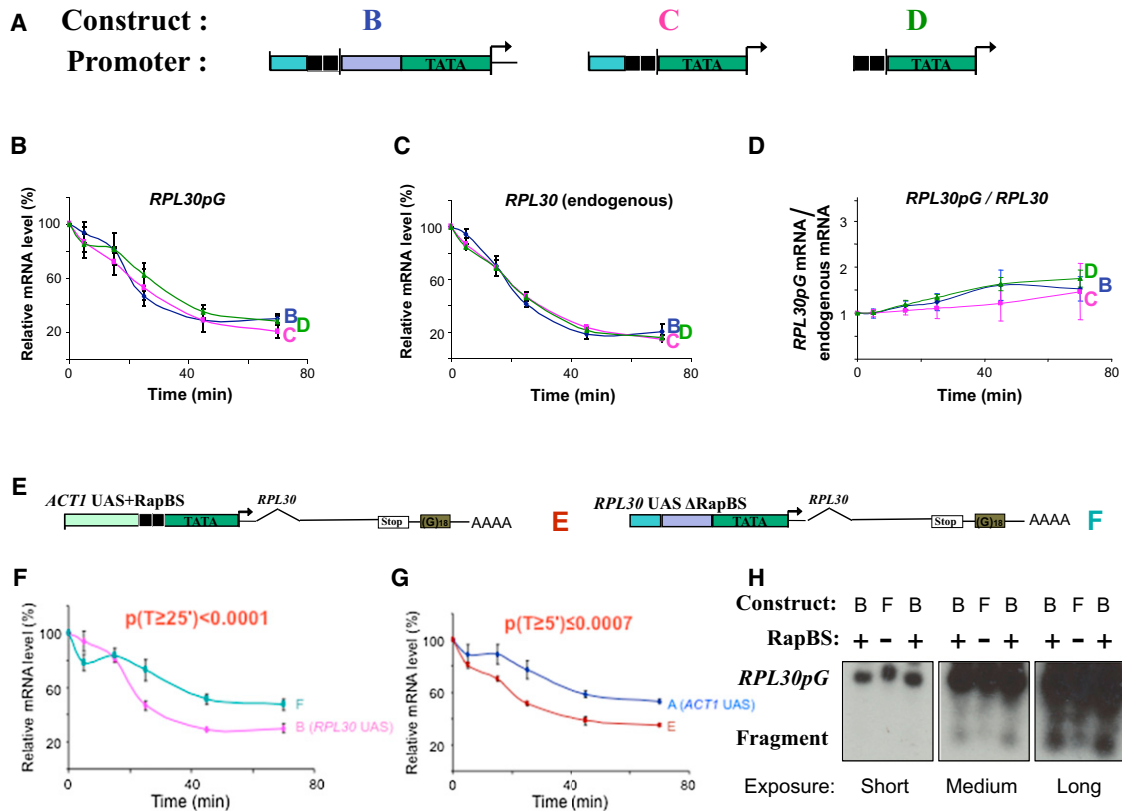 A
Construct : B C D
Promoter :
TATA TATA TATA
B
RPL30pG
Relative mRNA level (%)
100
60
20
0 40 80
Time (min)
B
D
C
C
RPL30 (endogenous)
Relative mRNA level (%)
100
60
20
0 40 80
Time (min)
B
C D
D
RPL30pG / RPL30
RPL30pG mRNA/
endogenous mRNA
3
2
1
0 40 80
Time (min)
D
B
C
E
ACT1 UAS+RapBS
TATA
RPL30
Stop
(G)18
AAAA
E
RPL30 UAS ΔRapBS
TATA
RPL30
Stop
(G)18
AAAA
F
F
p(T≥25')<0.0001
Relative mRNA level (%)
100
60
20
0 20 40 60 80
Time (min)
F
B (RPL30 UAS)
G
p(T≥5')≤0.0007
Relative mRNA level (%)
100
60
20
0 20 40 60 80
Time (min)
A (ACT1 UAS)
E
H
Construct: B F B B F B B F B
RapBS: + - + + - + + - +
RPL30pG
Fragment
Exposure: Short Medium Long